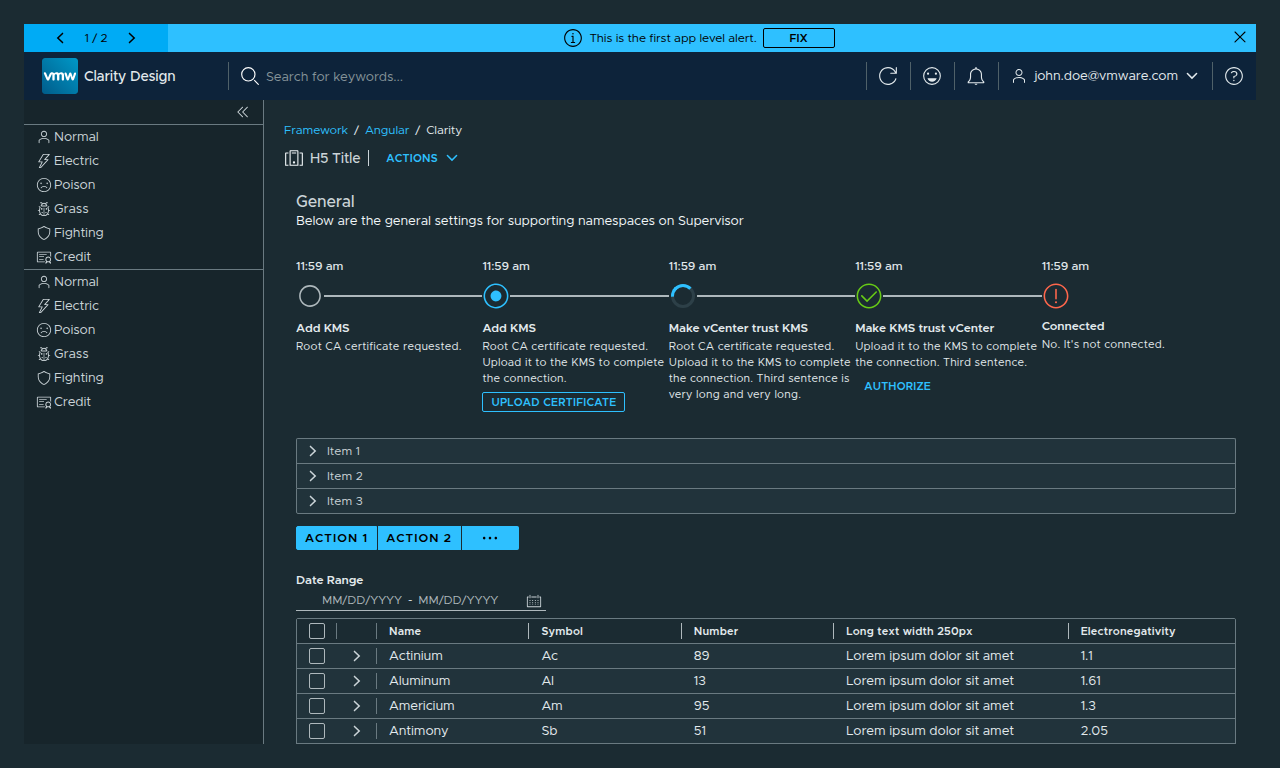 1 / 2
This is the first app level alert. FIX
vmw Clarity Design
Search for keywords...
john.doe@vmware.com
Normal
Electric
Poison
Grass
Fighting
Credit
Normal
Electric
Poison
Grass
Fighting
Credit
Framework / Angular / Clarity
H5 Title ACTIONS
General
Below are the general settings for supporting namespaces on Supervisor
11:59 am
Add KMS
Root CA certificate requested.
11:59 am
Add KMS
Root CA certificate requested.
Upload it to the KMS to complete
the connection.
UPLOAD CERTIFICATE
11:59 am
Make vCenter trust KMS
Root CA certificate requested.
Upload it to the KMS to complete
the connection. Third sentence is
very long and very long.
11:59 am
Make KMS trust vCenter
Upload it to the KMS to complete
the connection. Third sentence.
AUTHORIZE
11:59 am
Connected
No. It's not connected.
Item 1
Item 2
Item 3
ACTION 1 ACTION 2 ...
Date Range
MM/DD/YYYY - MM/DD/YYYY
Name Symbol Number Long text width 250px Electronegativity
Actinium Ac 89 Lorem ipsum dolor sit amet 1.1
Aluminum Al 13 Lorem ipsum dolor sit amet 1.61
Americium Am 95 Lorem ipsum dolor sit amet 1.3
Antimony Sb 51 Lorem ipsum dolor sit amet 2.05